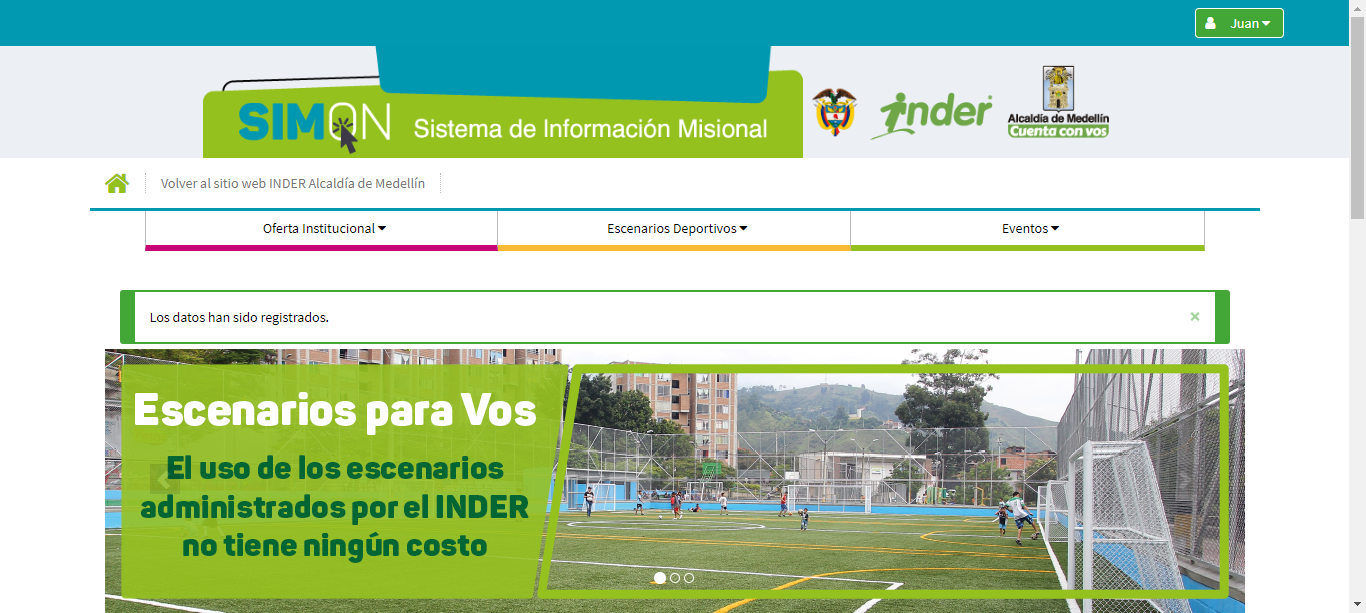 Juan
SIMON Sistema de Información Misional
inder
Alcaldía de Medellín
Cuenta con vos
Volver al sitio web INDER Alcaldía de Medellín
Oferta Institucional
Escenarios Deportivos
Eventos
Los datos han sido registrados.
×
Escenarios para Vos
El uso de los escenarios
administrados por el INDER
no tiene ningún costo